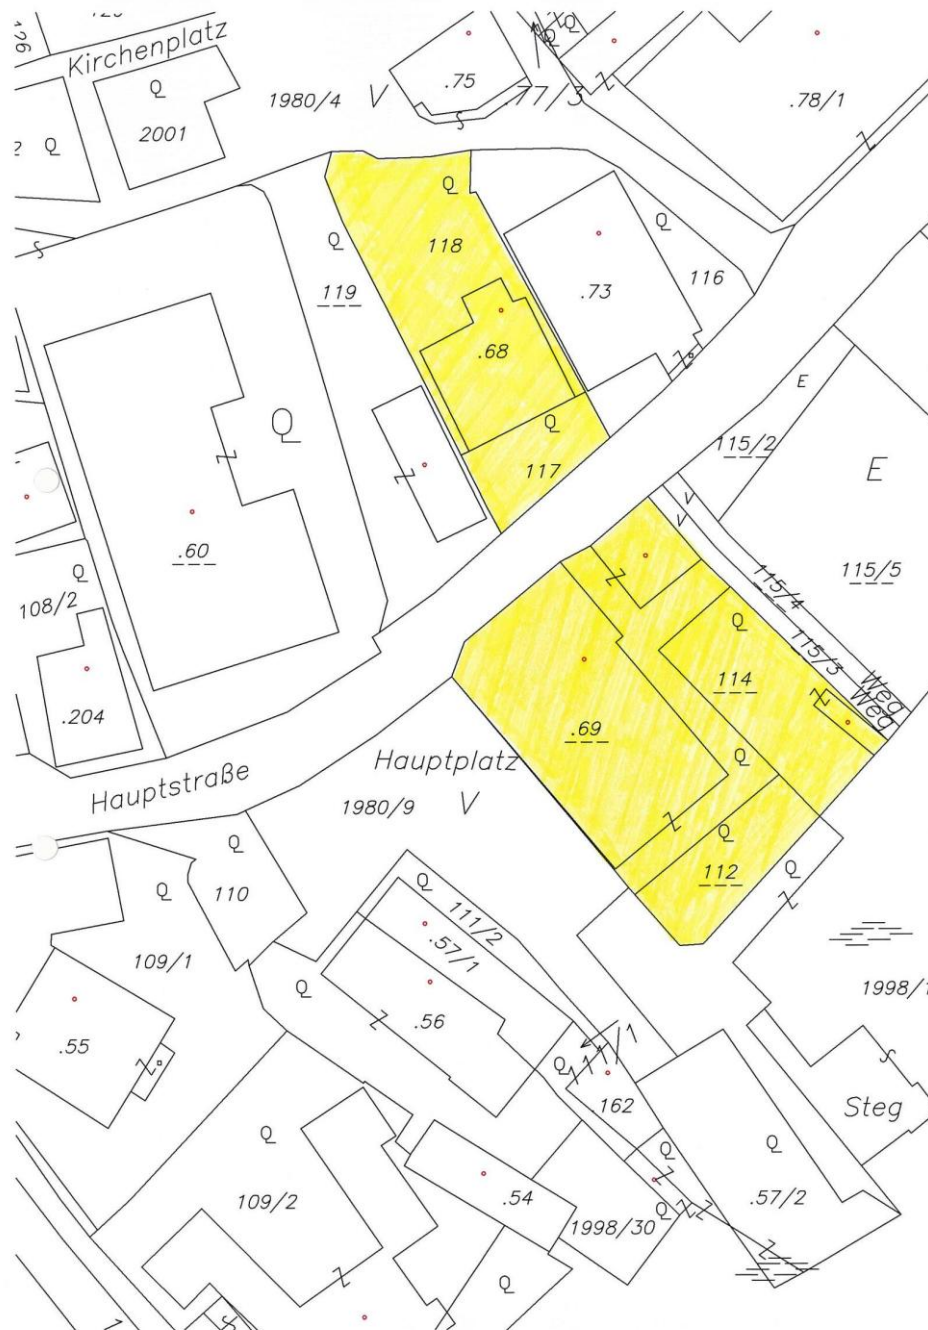 126
Kirchenplatz
Q
2001
1980/4
V
.75
.77/3
.78/1
Q
Q
Q
118
Q
119
.68
.73
116
Q
117
Q
E
115/2
E
115/5
115/4
115/3
Weg
Weg
Q
.60
Q
108/2
.204
Q
114
.69
Q
Q
112
Q
Hauptstraße
Hauptplatz
1980/9
V
Q
110
Q
109/1
Q
111/2
.57/1
.56
Q
.55
1998/1
Steg
Q
.162
Q
.57/2
Q
109/2
.54
1998/30
Q
Q